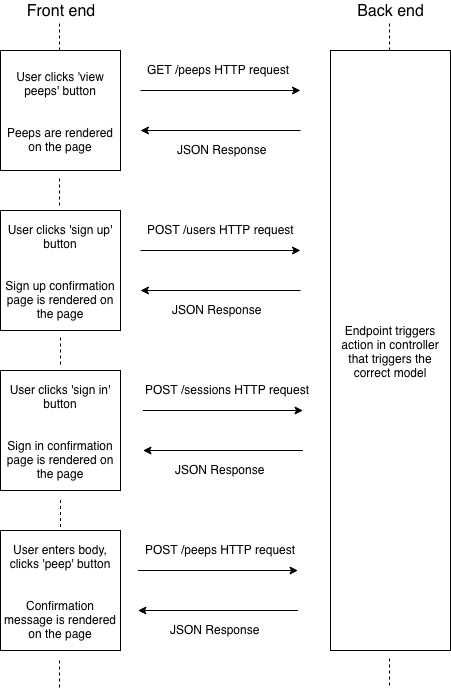 Front end
Back end
User clicks 'view
peeps' button
GET /peeps HTTP request
Peeps are rendered
on the page
JSON Response
User clicks 'sign up'
button
POST /users HTTP request
Sign up confirmation
page is rendered on
the page
JSON Response
Endpoint triggers
action in controller
that triggers the
correct model
User clicks 'sign in'
button
POST /sessions HTTP request
Sign in confirmation
page is rendered on
the page
JSON Response
User enters body,
clicks 'peep' button
POST /peeps HTTP request
Confirmation
message is rendered
on the page
JSON Response